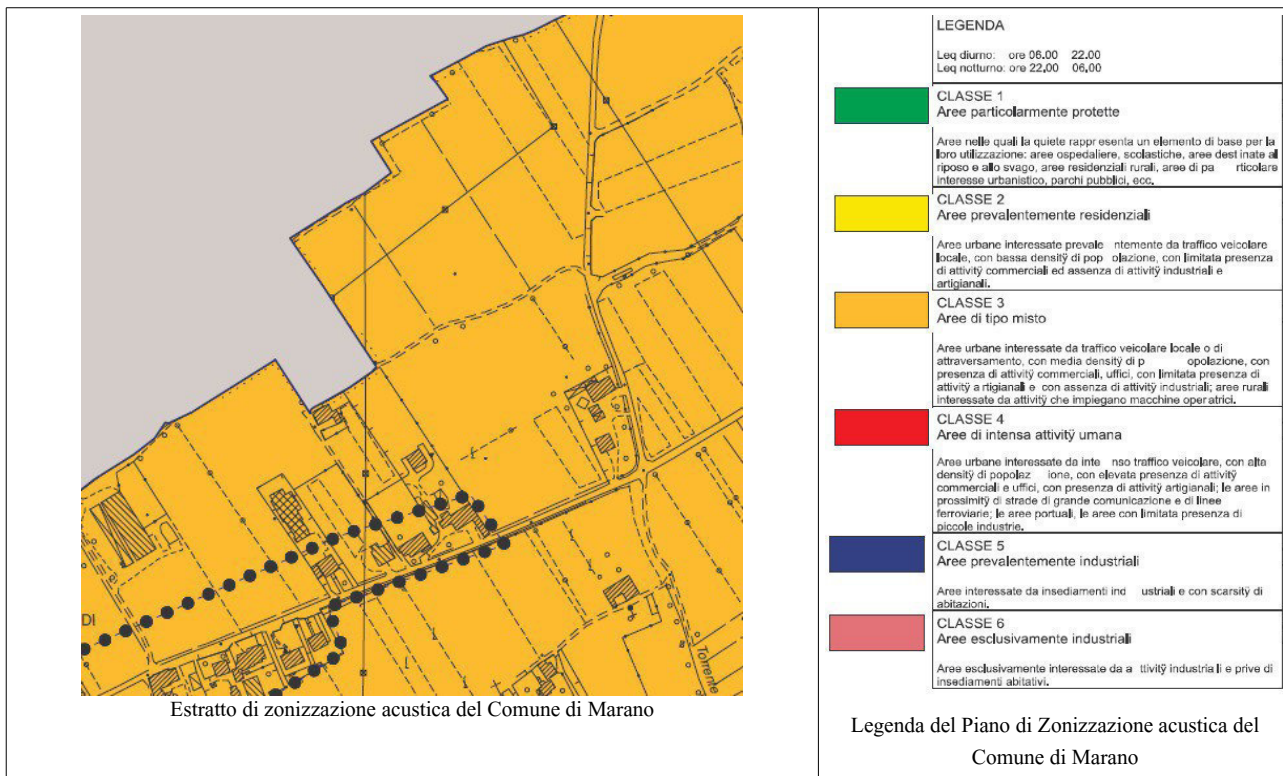 DI
Torrente
Estratto di zonizzazione acustica del Comune di Marano
LEGENDA
Leq diurno: ore 06.00 22.00
Leq notturno: ore 22.00 06.00
CLASSE 1
Aree particolarmente protette
Aree nelle quali la quiete rappr esenta un elemento di base per la
loro utilizzazione: aree ospedaliere, scolastiche, aree dest inate al
riposo e allo svago, aree residenziali rurali, aree di pa rticolare
interesse urbanistico, parchi pubblici, ecc.
CLASSE 2
Aree prevalentemente residenziali
Aree urbane interessate prevale ntemente da traffico veicolare
locale, con bassa densitÿ di pop olazione, con limitata presenza
di attivitÿ commerciali ed assenza di attivitÿ industriali e
artigianali.
CLASSE 3
Aree di tipo misto
Aree urbane interessate da traffico veicolare locale o di
attraversamento, con media densitÿ di p opolazione, con
presenza di attivitÿ commerciali, uffici, con limitata presenza di
attivitÿ a rtigianali e con assenza di attivitÿ industriali; aree rurali
interessate da attivitÿ che impiegano macchine oper atrici.
CLASSE 4
Aree di intensa attivitÿ umana
Aree urbane interessate da inte nso traffico veicolare, con alta
densitÿ di popolaz ione, con elevata presenza di attivitÿ
commerciali e uffici, con presenza di attivitÿ artigianali; le aree in
prossimitÿ di strade di grande comunicazione e di linee
ferroviarie; le aree portuali, le aree con limitata presenza di
piccole industrie.
CLASSE 5
Aree prevalentemente industriali
Aree interessate da insediamenti ind ustriali e con scarsitÿ di
abitazioni.
CLASSE 6
Aree esclusivamente industriali
Aree esclusivamente interessate da a ttivitÿ industria li e prive di
insediamenti abitativi.
Legenda del Piano di Zonizzazione acustica del
Comune di Marano